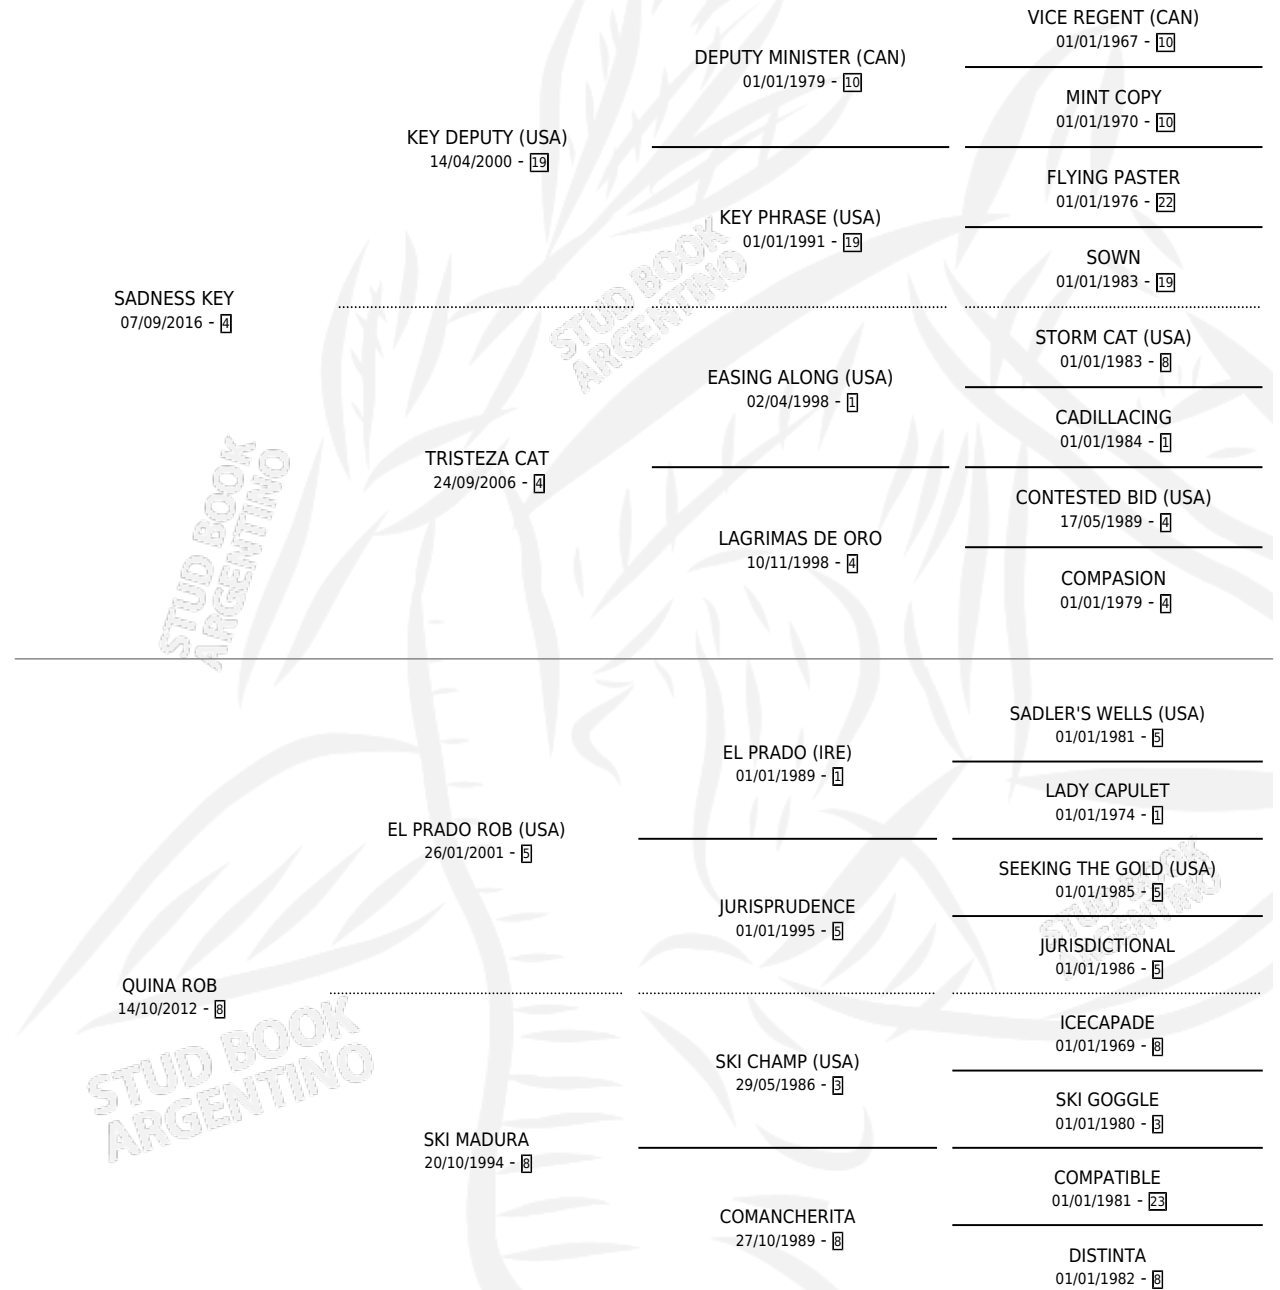 VICE REGENT (CAN)
01/01/1967 - 10
DEPUTY MINISTER (CAN)
01/01/1979 - 10
MINT COPY
01/01/1970 - 10
KEY DEPUTY (USA)
14/04/2000 - 19
FLYING PASTER
01/01/1976 - 22
KEY PHRASE (USA)
01/01/1991 - 19
SOWN
01/01/1983 - 19
SADNESS KEY
07/09/2016 - 4
STORM CAT (USA)
01/01/1983 - 8
EASING ALONG (USA)
02/04/1998 - 1
CADILLACING
01/01/1984 - 1
TRISTEZA CAT
24/09/2006 - 4
CONTESTED BID (USA)
17/05/1989 - 4
LAGRIMAS DE ORO
10/11/1998 - 4
COMPASION
01/01/1979 - 4
STUD BOOK
ARGENTINO
STUD BOOK
ARGENTINO
SADLER'S WELLS (USA)
01/01/1981 - 5
EL PRADO (IRE)
01/01/1989 - 1
LADY CAPULET
01/01/1974 - 1
EL PRADO ROB (USA)
26/01/2001 - 5
SEEKING THE GOLD (USA)
01/01/1985 - 5
JURISPRUDENCE
01/01/1995 - 5
JURISDICTIONAL
01/01/1986 - 5
STUD BOOK
ARGENTINO
QUINA ROB
14/10/2012 - 8
ICECAPADE
01/01/1969 - 8
SKI CHAMP (USA)
29/05/1986 - 3
SKI GOGGLE
01/01/1980 - 3
STUD BOOK
ARGENTINO
SKI MADURA
20/10/1994 - 8
COMPATIBLE
01/01/1981 - 23
COMANCHERITA
27/10/1989 - 8
DISTINTA
01/01/1982 - 8